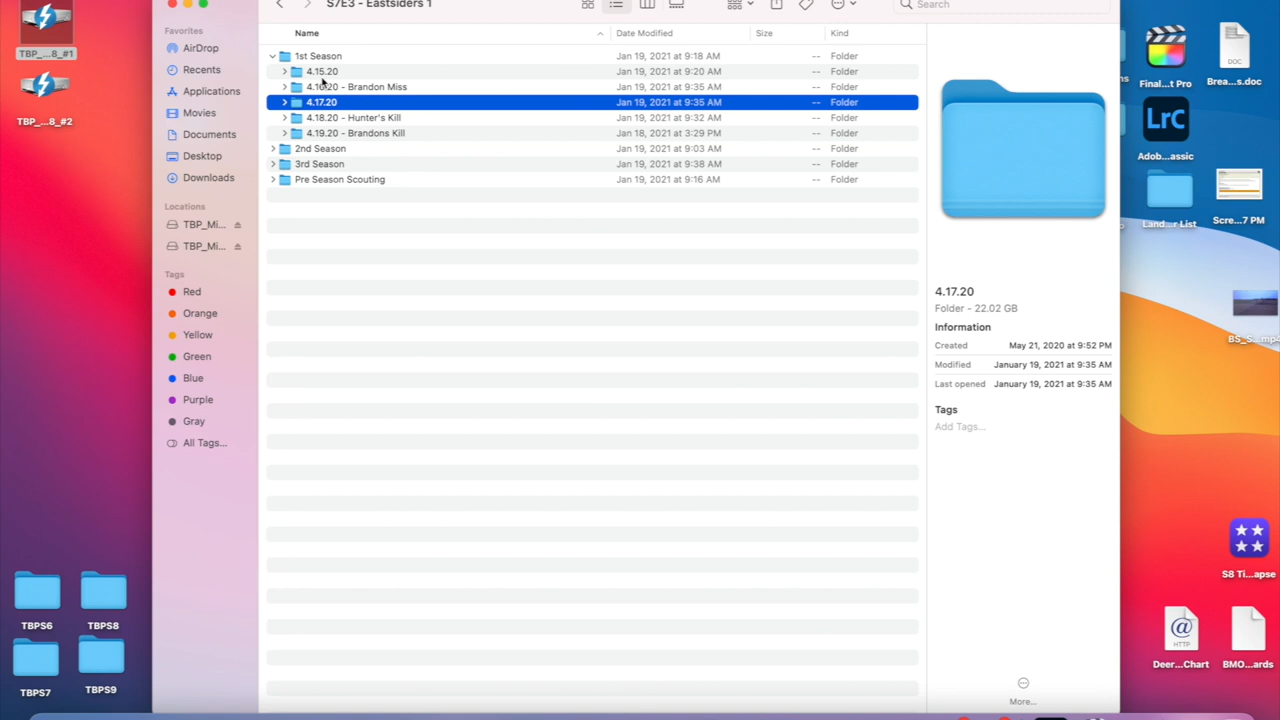 S7E3 - Eastsiders 1
Search
TBP_...8_#1
TBP_...8_#2
Favorites
AirDrop
Recents
Applications
Movies
Documents
Desktop
Downloads
Locations
TBP_Mi...
TBP_Mi...
Tags
Red
Orange
Yellow
Green
Blue
Purple
Gray
All Tags...
Name Date Modified Size Kind
1st Season Jan 19, 2021 at 9:18 AM -- Folder
4.15.20 Jan 19, 2021 at 9:20 AM -- Folder
4.16.20 - Brandon Miss Jan 19, 2021 at 9:35 AM -- Folder
4.17.20 Jan 19, 2021 at 9:35 AM -- Folder
4.18.20 - Hunter's Kill Jan 19, 2021 at 9:32 AM -- Folder
4.19.20 - Brandons Kill Jan 18, 2021 at 3:29 PM -- Folder
2nd Season Jan 19, 2021 at 9:03 AM -- Folder
3rd Season Jan 19, 2021 at 9:38 AM -- Folder
Pre Season Scouting Jan 19, 2021 at 9:16 AM -- Folder
4.17.20
Folder - 22.02 GB
Information
Created May 21, 2020 at 9:52 PM
Modified January 19, 2021 at 9:35 AM
Last opened January 19, 2021 at 9:35 AM
Tags
Add Tags...
More...
Final...t Pro
DOC
Brea...s.doc
LrC
Adob...assic
Land...r List
Scre...7 PM
BS_S...mp4
S8 Ti...apse
HTTP
Deer...Chart
BMO...ards
TBPS6
TBPS8
TBPS7
TBPS9